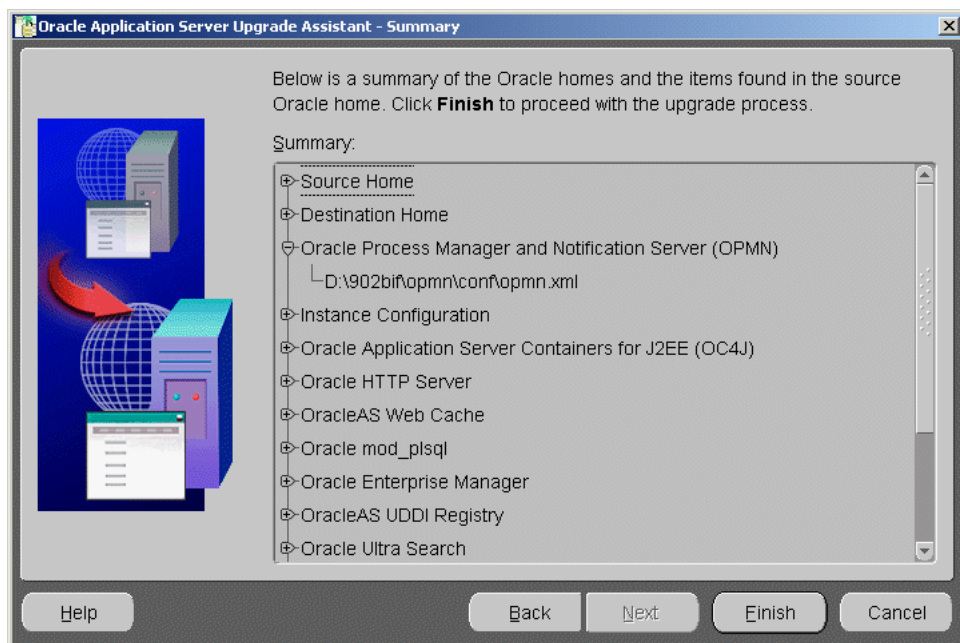 Oracle Application Server Upgrade Assistant - Summary
Below is a summary of the Oracle homes and the items found in the source
Oracle home. Click Finish to proceed with the upgrade process.
Summary:
Source Home
Destination Home
Oracle Process Manager and Notification Server (OPMN)
D:\902bif\opmn\conf\opmn.xml
Instance Configuration
Oracle Application Server Containers for J2EE (OC4J)
Oracle HTTP Server
OracleAS Web Cache
Oracle mod_plsql
Oracle Enterprise Manager
OracleAS UDDI Registry
Oracle Ultra Search
Help Back Next Finish Cancel